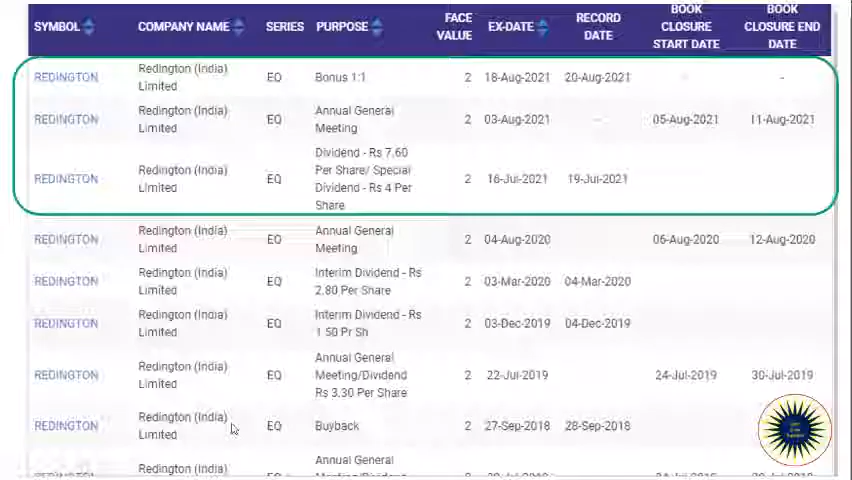 SYMBOL COMPANY NAME SERIES PURPOSE FACE VALUE EX-DATE RECORD DATE BOOK CLOSURE START DATE BOOK CLOSURE END DATE
REDINGTON Redington (India) Limited EQ Bonus 1:1 2 18-Aug-2021 20-Aug-2021 - -
REDINGTON Redington (India) Limited EQ Annual General Meeting 2 03-Aug-2021 - 05-Aug-2021 11-Aug-2021
REDINGTON Redington (India) Limited EQ Dividend - Rs 7.60 Per Share/ Special Dividend - Rs 4 Per Share 2 16-Jul-2021 19-Jul-2021
REDINGTON Redington (India) Limited EQ Annual General Meeting 2 04-Aug-2020 06-Aug-2020 12-Aug-2020
REDINGTON Redington (India) Limited EQ Interim Dividend - Rs 2.80 Per Share 2 03-Mar-2020 04-Mar-2020
REDINGTON Redington (India) Limited EQ Interim Dividend - Rs 1 50 Pr Sh 2 03-Dec-2019 04-Dec-2019
REDINGTON Redington (India) Limited EQ Annual General Meeting/Dividend Rs 3.30 Per Share 2 22-Jul-2019 24-Jul-2019 30-Jul-2019
REDINGTON Redington (India) Limited EQ Buyback 2 27-Sep-2018 28-Sep-2018
Redington (India) Annual General